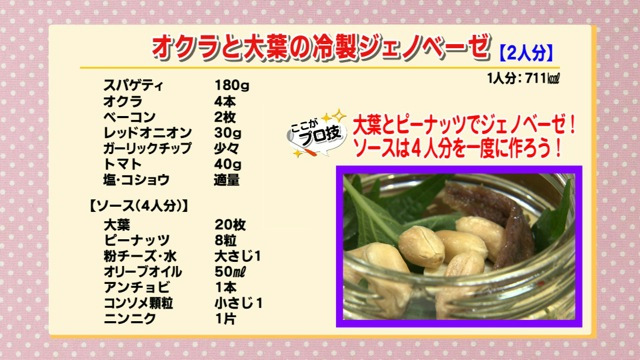 オクラと大葉の冷製ジェノベーゼ【2人分】
1人分:711㎉
スパゲティ 180g
オクラ 4本
ベーコン 2枚
レッドオニオン 30g
ガーリックチップ 少々
トマト 40g
塩・コショウ 適量
【ソース(4人分)】
大葉 20枚
ピーナッツ 8粒
粉チーズ・水 大さじ1
オリーブオイル 50㎖
アンチョビ 1本
コンソメ顆粒 小さじ1
ニンニク 1片
ここが
プロ技
大葉とピーナッツでジェノベーゼ!
ソースは4人分を一度に作ろう!